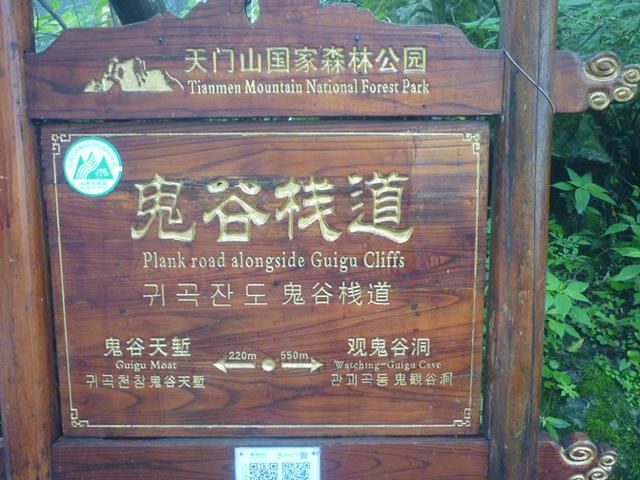 天门山国家森林公园
Tianmen Mountain National Forest Park
鬼谷栈道
Plank road alongside Guigu Cliffs
귀곡잔도 鬼谷栈道
鬼谷天堑
Guigu Moat
귀곡천참鬼谷天堑
220m
550m
观鬼谷洞
Watching-Guigu Cave
관괴곡동 鬼觀谷洞